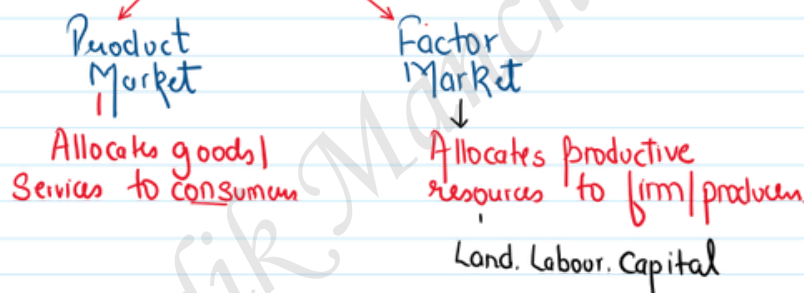 Product
Market
Allocates goods/
Services to consumers
Factor
Market
Allocates productive
resources to firm/producers
Land. Labour. Capital